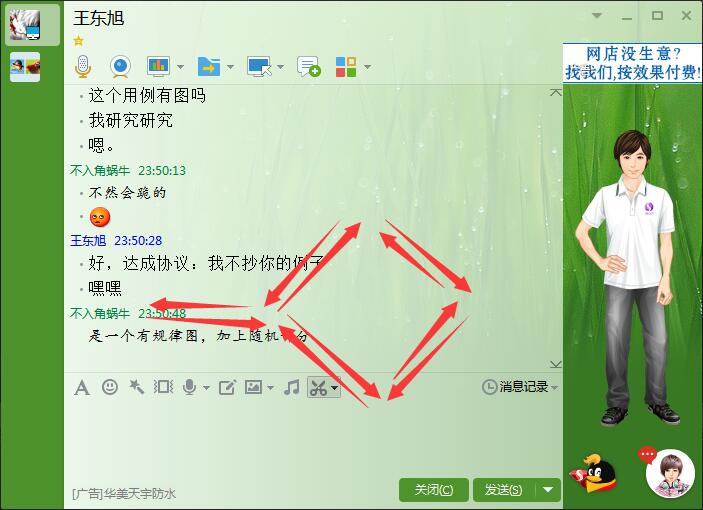 王东旭
网店没生意?
找我们,按效果付费!
这个用例有图吗
我研究研究
嗯。
不入角蜗牛 23:50:13
不然会跪的
王东旭 23:50:28
好，达成协议：我不抄你的例子
嘿嘿
不入角蜗牛 23:50:48
是一个有规律图，加上随机部分
消息记录
[广告]华美天宇防水
关闭(C)
发送(S)